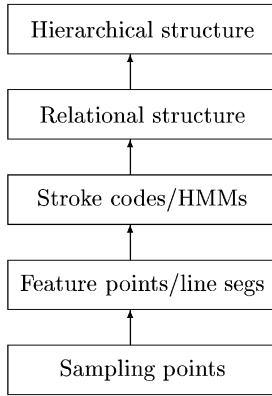 Hierarchical structure
Relational structure
Stroke codes/HMMs
Feature points/line segs
Sampling points